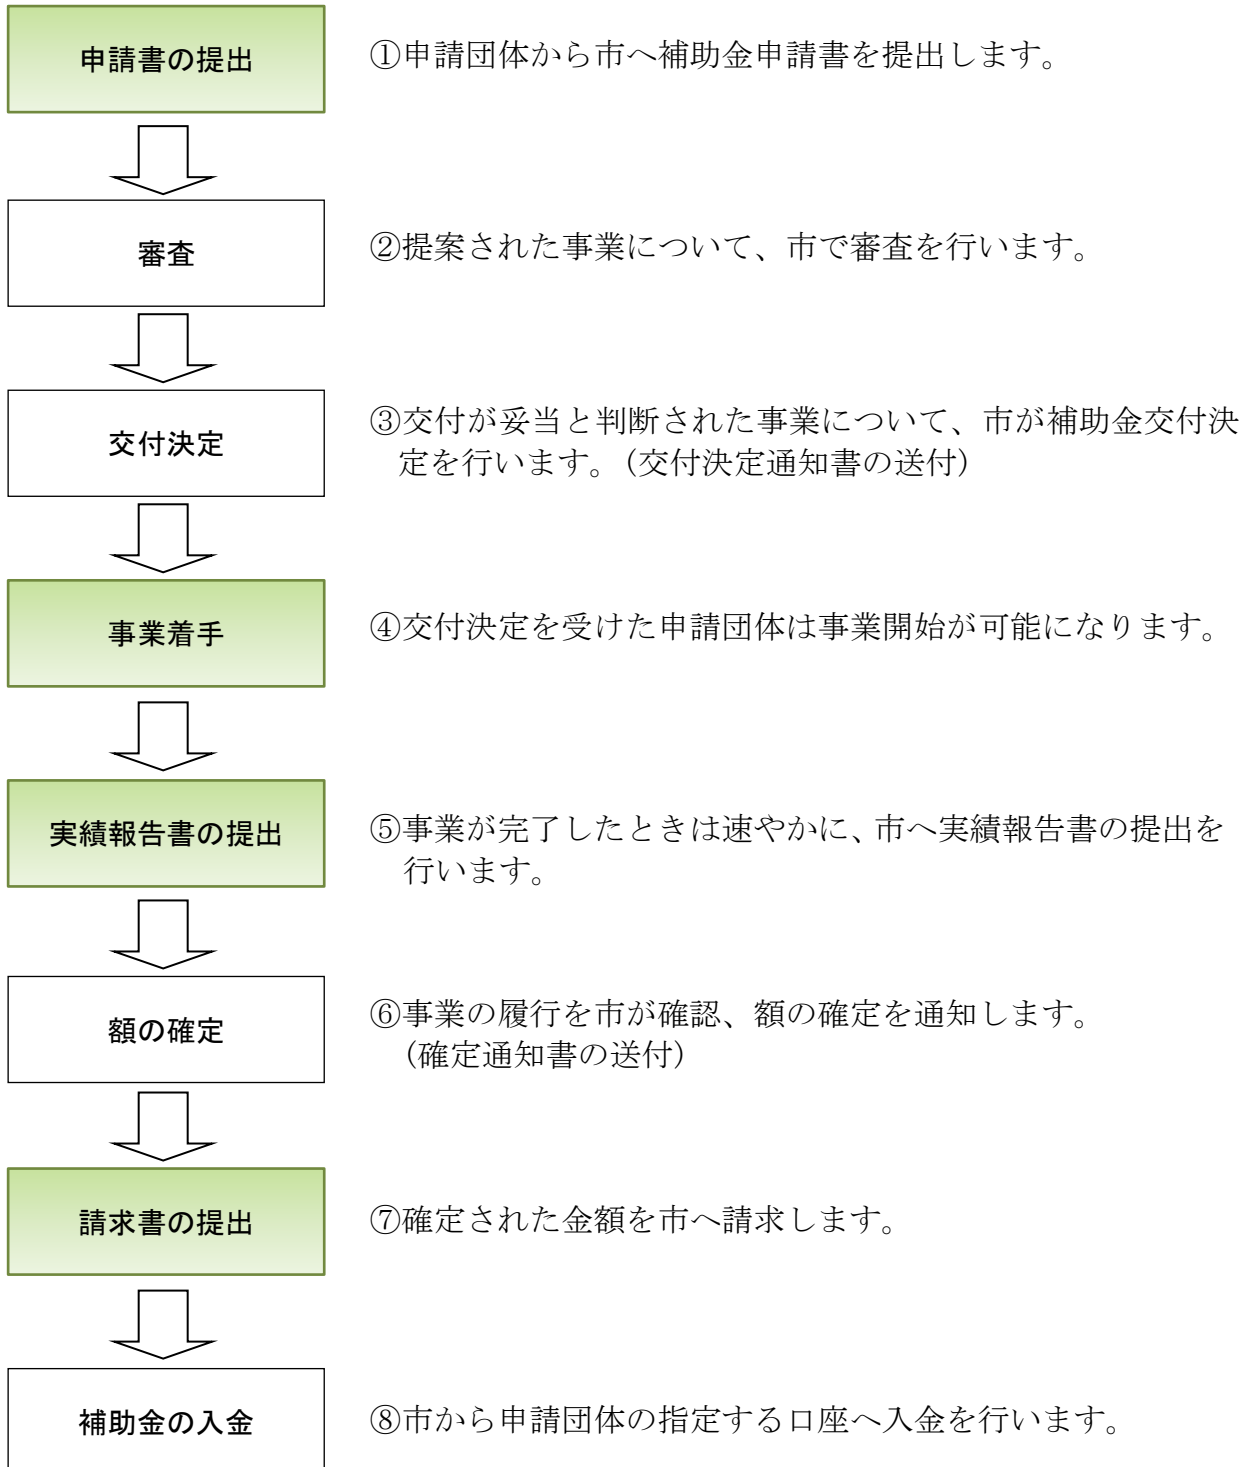 申請書の提出
①申請団体から市へ補助金申請書を提出します。
審査
②提案された事業について、市で審査を行います。
交付決定
③交付が妥当と判断された事業について、市が補助金交付決
定を行います。（交付決定通知書の送付）
事業着手
④交付決定を受けた申請団体は事業開始が可能になります。
実績報告書の提出
⑤事業が完了したときは速やかに、市へ実績報告書の提出を
行います。
額の確定
⑥事業の履行を市が確認、額の確定を通知します。
（確定通知書の送付）
請求書の提出
⑦確定された金額を市へ請求します。
補助金の入金
⑧市から申請団体の指定する口座へ入金を行います。